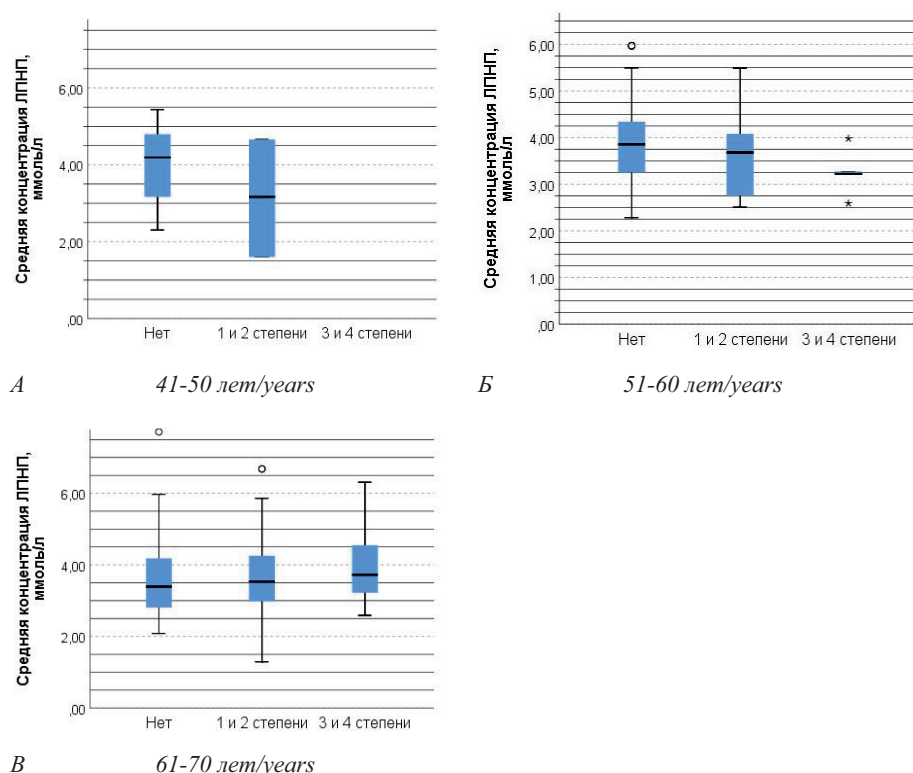 Средняя концентрация ЛПНП,
ммоль/л
6,00
4,00
2,00
,00
Нет
1 и 2 степени
3 и 4 степени
А 41-50 лет/years
Средняя концентрация ЛПНП,
ммоль/л
6,00
5,00
4,00
3,00
2,00
1,00
,00
Нет
1 и 2 степени
3 и 4 степени
Б 51-60 лет/years
Средняя концентрация ЛПНП,
ммоль/л
6,00
4,00
2,00
,00
Нет
1 и 2 степени
3 и 4 степени
В 61-70 лет/years